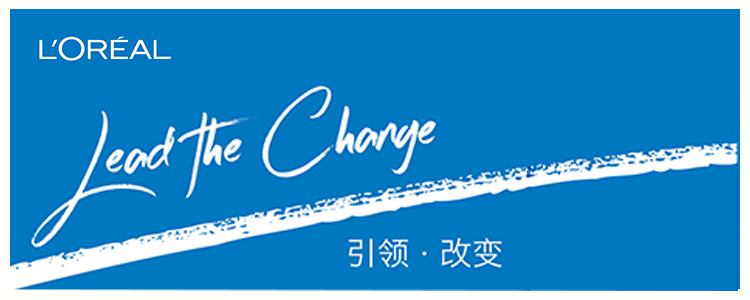 L'ORÉAL
Lead the Change
引领·改变